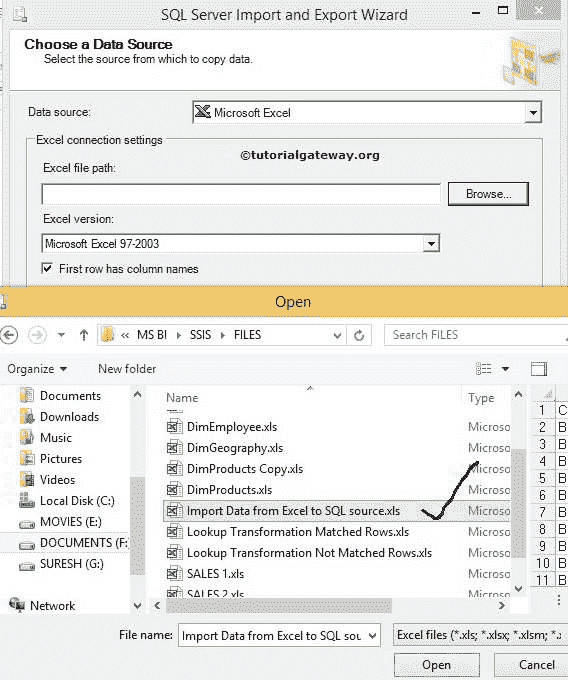 SQL Server Import and Export Wizard
Choose a Data Source
Select the source from which to copy data.
Data source:
Microsoft Excel
Excel connection settings
©tutorialgateway.org
Excel file path:
Browse...
Excel version:
Microsoft Excel 97-2003
First row has column names
Open
« MS BI SSIS FILES
Search FILES
Organize New folder
Name Type
Documents
Downloads
Music
Pictures
Videos
Local Disk (C:)
MOVIES (E:)
DOCUMENTS (F:
SURESH (G:)
Network
DimEmployee.xls Microso
DimGeography.xls Microso
DimProducts Copy.xls Microso
DimProducts.xls Microso
Import Data from Excel to SQL source.xls Microso
Lookup Transformation Matched Rows.xls Microso
Lookup Transformation Not Matched Rows.xls Microso
SALES 1.xls Microso
SALES 2.xls Microso
1 C
2 B
3 B
4 B
5 B
6 B
7 B
8 B
9 B
10 B
11 B
File name: Import Data from Excel to SQL sou
Excel files (*.xls; *.xlsx; *.xlsm; *.x
Open Cancel